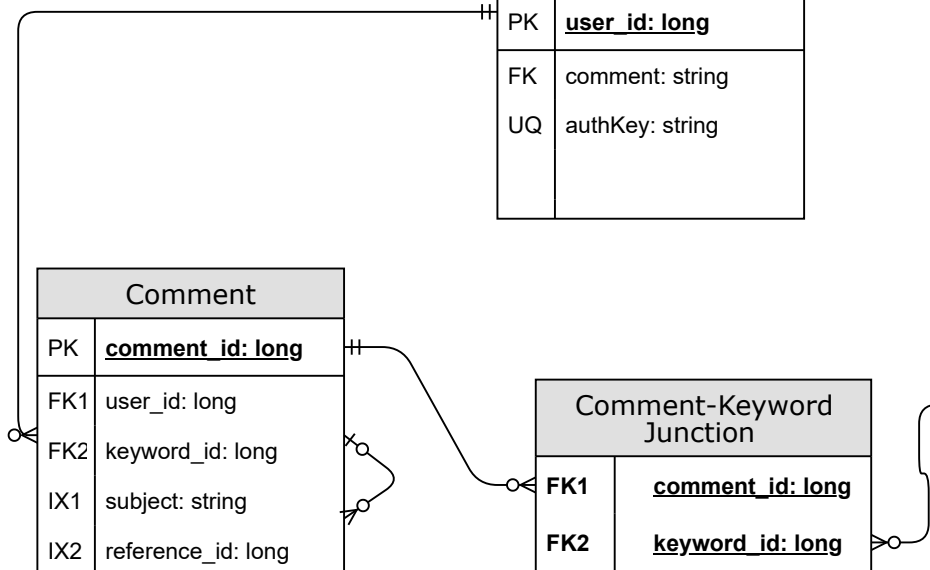 PK user_id: long
FK comment: string
UQ authKey: string
Comment
PK comment_id: long
FK1 user_id: long
FK2 keyword_id: long
IX1 subject: string
IX2 reference_id: long
Comment-Keyword
Junction
FK1 comment_id: long
FK2 keyword_id: long